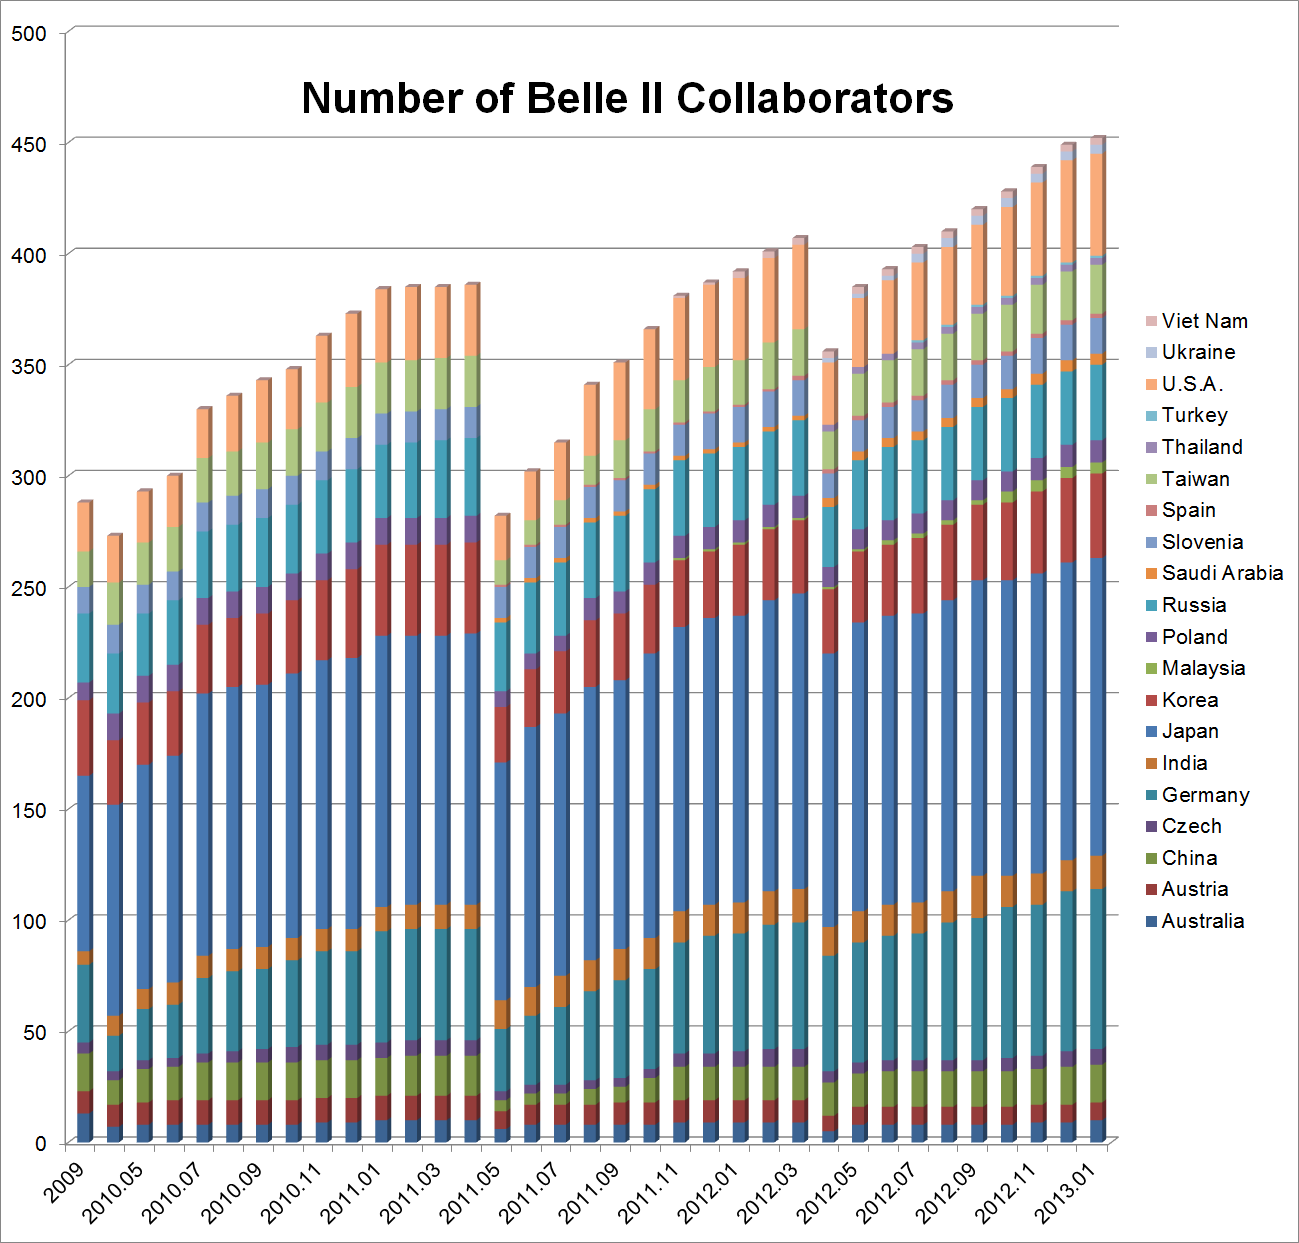 Number of Belle II Collaborators
500
450
400
350
300
250
200
150
100
50
0
2009
2010.05
2010.07
2010.09
2010.11
2011.01
2011.03
2011.05
2011.07
2011.09
2011.11
2012.01
2012.03
2012.05
2012.07
2012.09
2012.11
2013.01
Viet Nam
Ukraine
U.S.A.
Turkey
Thailand
Taiwan
Spain
Slovenia
Saudi Arabia
Russia
Poland
Malaysia
Korea
Japan
India
Germany
Czech
China
Austria
Australia